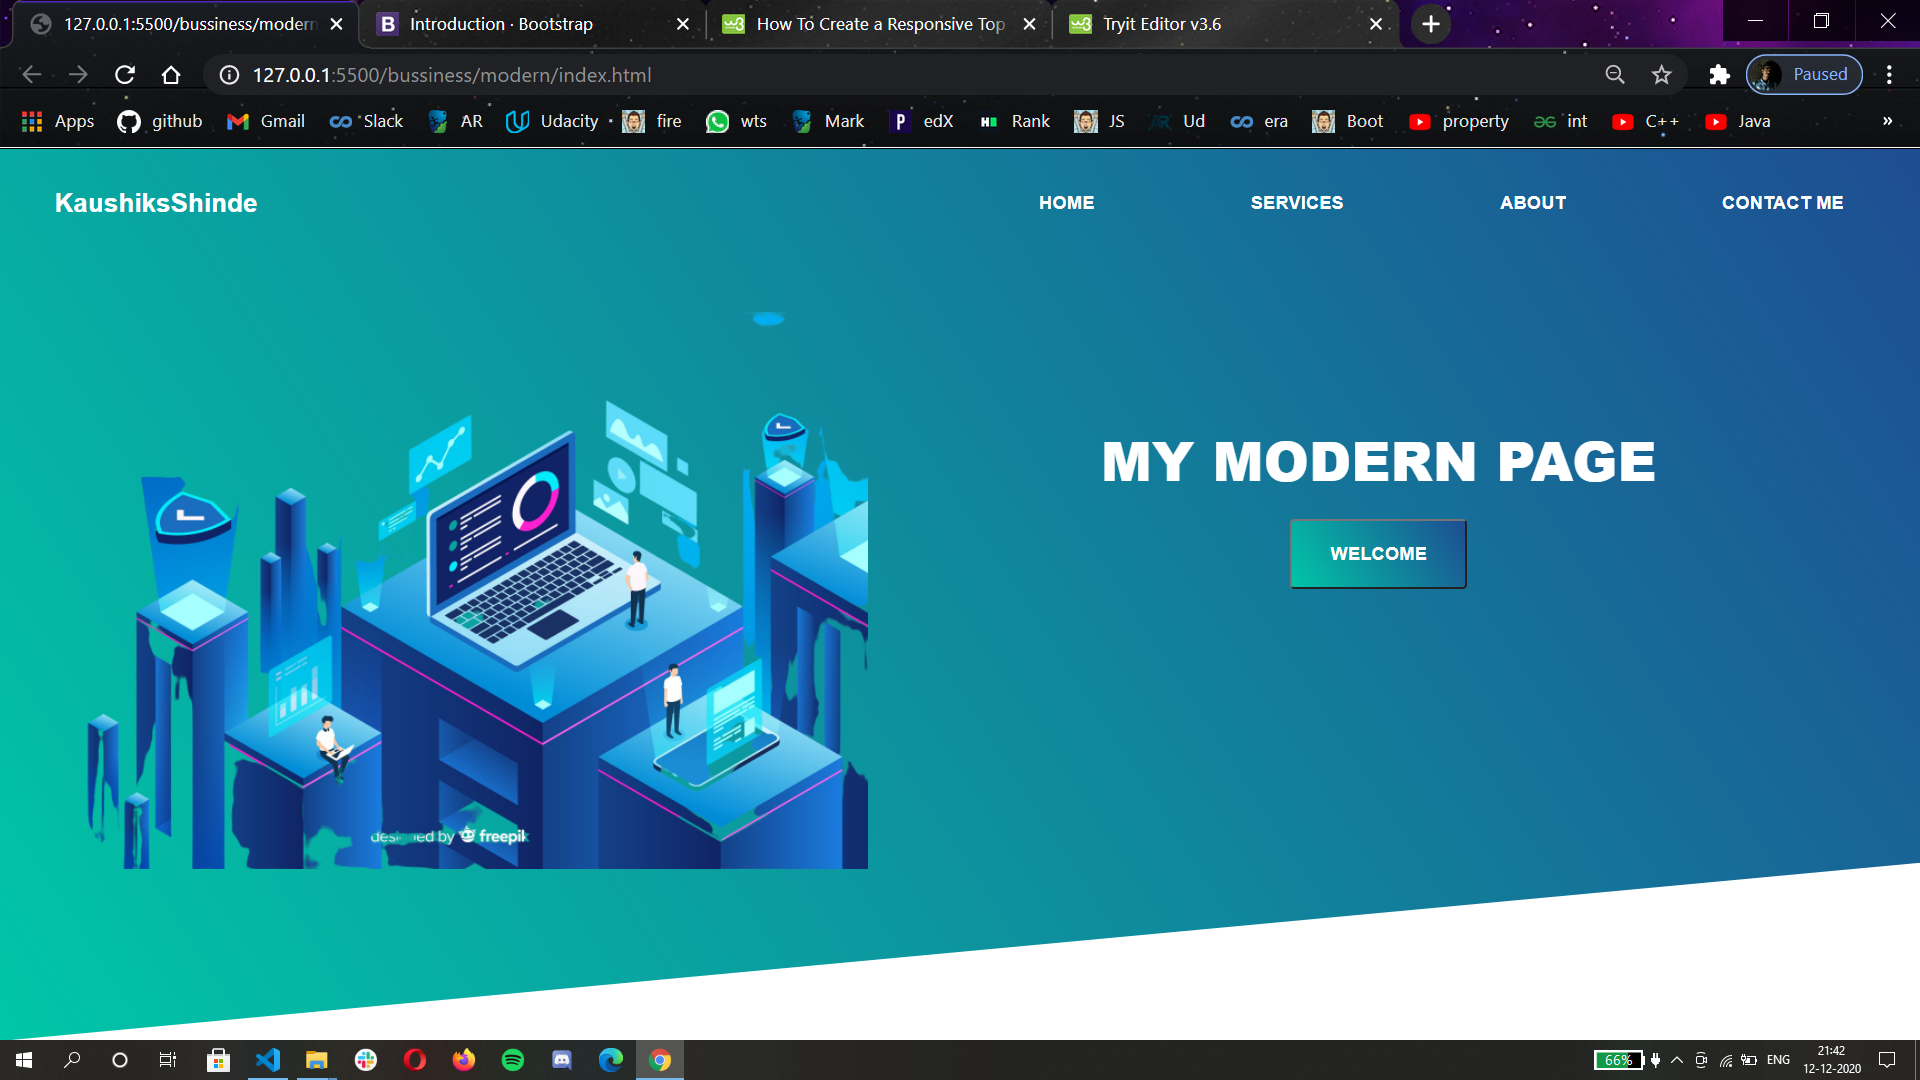 127.0.0.1:5500/bussiness/modern
Introduction · Bootstrap
How To Create a Responsive Top
Tryit Editor v3.6
127.0.0.1:5500/bussiness/modern/index.html
Paused
Apps github Gmail Slack AR Udacity fire wts Mark edX Rank JS Ud era Boot property int C++ Java »
KaushiksShinde HOME SERVICES ABOUT CONTACT ME
MY MODERN PAGE
WELCOME
designed by freepik
66% ENG
21:42
12-12-2020